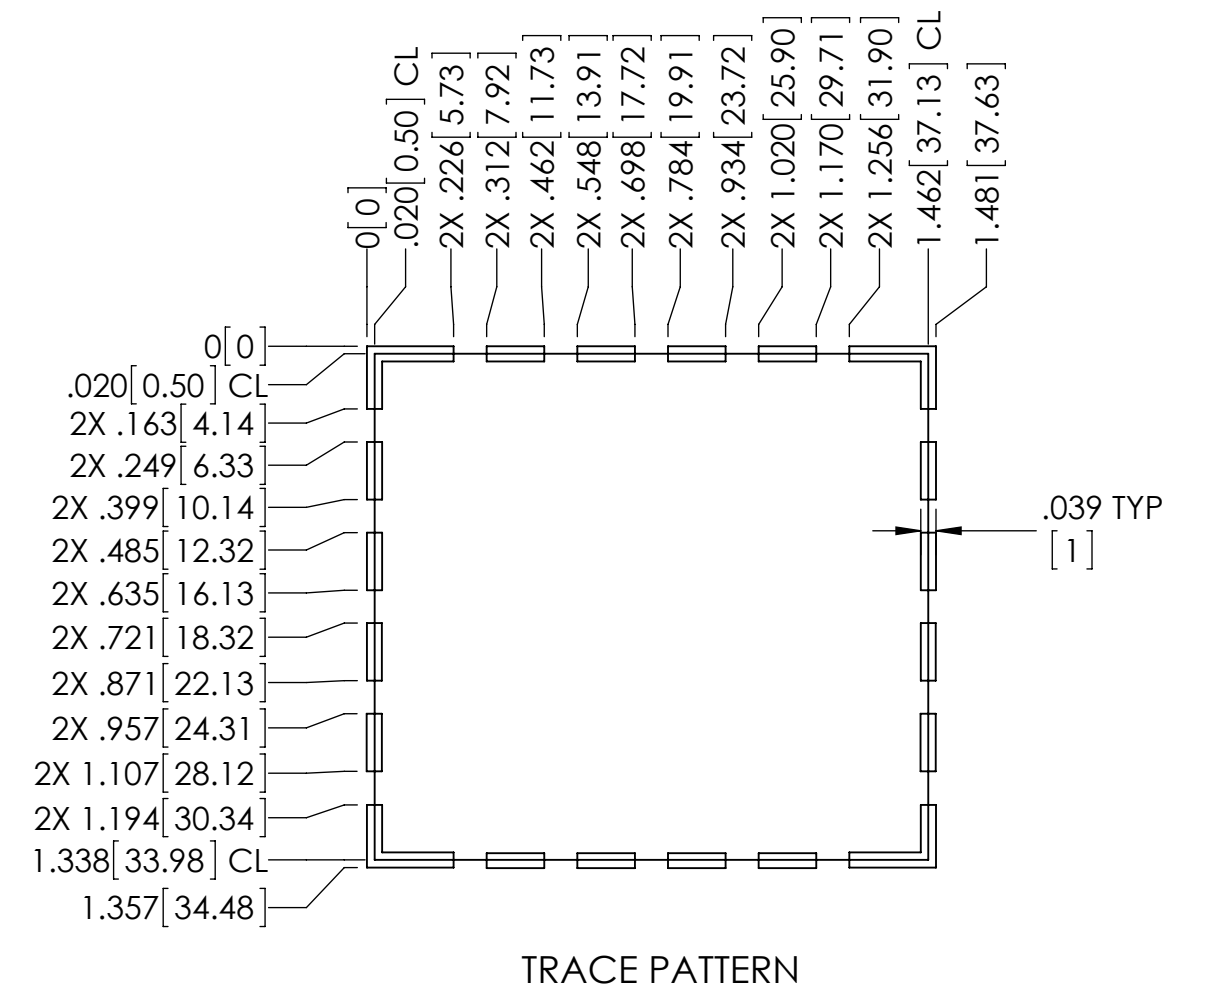 0[0]
.020[0.50] CL
2X .226[5.73]
2X .312[7.92]
2X .462[11.73]
2X .548[13.91]
2X .698[17.72]
2X .784[19.91]
2X .934[23.72]
2X 1.020[25.90]
2X 1.170[29.71]
2X 1.256[31.90]
1.462[37.13] CL
1.481[37.63]
0[0]
.020[0.50] CL
2X .163[4.14]
2X .249[6.33]
2X .399[10.14]
2X .485[12.32]
2X .635[16.13]
2X .721[18.32]
2X .871[22.13]
2X .957[24.31]
2X 1.107[28.12]
2X 1.194[30.34]
1.338[33.98] CL
1.357[34.48]
.039 TYP
[1]
TRACE PATTERN